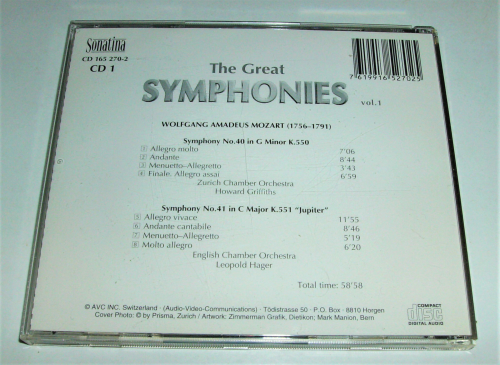 Sonatina
CD 165 270-2
CD 1
7619916527025
The Great
SYMPHONIES vol.1
WOLFGANG AMADEUS MOZART (1756–1791)
Symphony No.40 in G Minor K.550
1 Allegro molto 7'06
2 Andante 8'44
3 Menuetto–Allegretto 3'43
4 Finale. Allegro assai 6'59
Zurich Chamber Orchestra
Howard Griffiths
Symphony No.41 in C Major K.551 "Jupiter"
5 Allegro vivace 11'55
6 Andante cantabile 8'46
7 Menuetto–Allegretto 5'19
8 Molto allegro 6'20
English Chamber Orchestra
Leopold Hager
Total time: 58'58
© AVC INC. Switzerland · (Audio-Video-Communications) · Tödistrasse 50 · P.O. Box · 8810 Horgen
Cover Photo: © by Prisma, Zurich / Artwork: Zimmerman Grafik, Dietikon; Mark Manion, Bern
COMPACT
disc
DIGITAL AUDIO